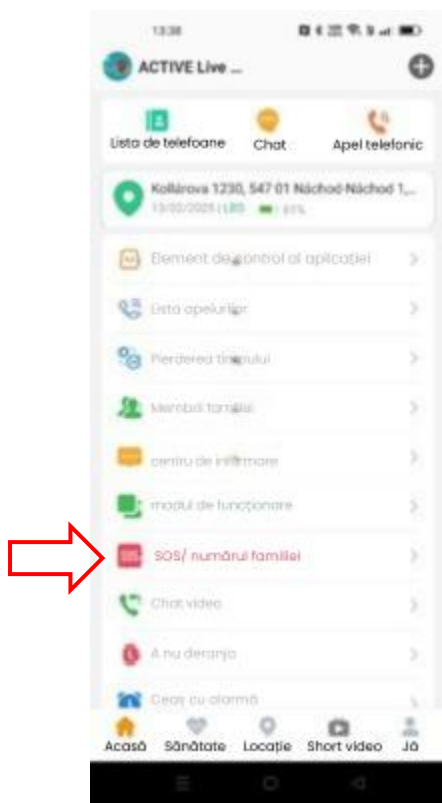 13:38
ACTIVE Live ...
Lista de telefoane
Chat
Apel telefonic
Kollárova 1230, 547 01 Náchod-Náchod 1,...
13/02/2025 | LBS
Element de control al aplicației
Lista apelurilor
Pierderea timpului
Membrii familiei
centru de informare
modul de funcționare
SOS/ numărul familiei
Chat video
A nu deranja
Ceas cu alarmă
Acasă
Sănătate
Locație
Short video
Já